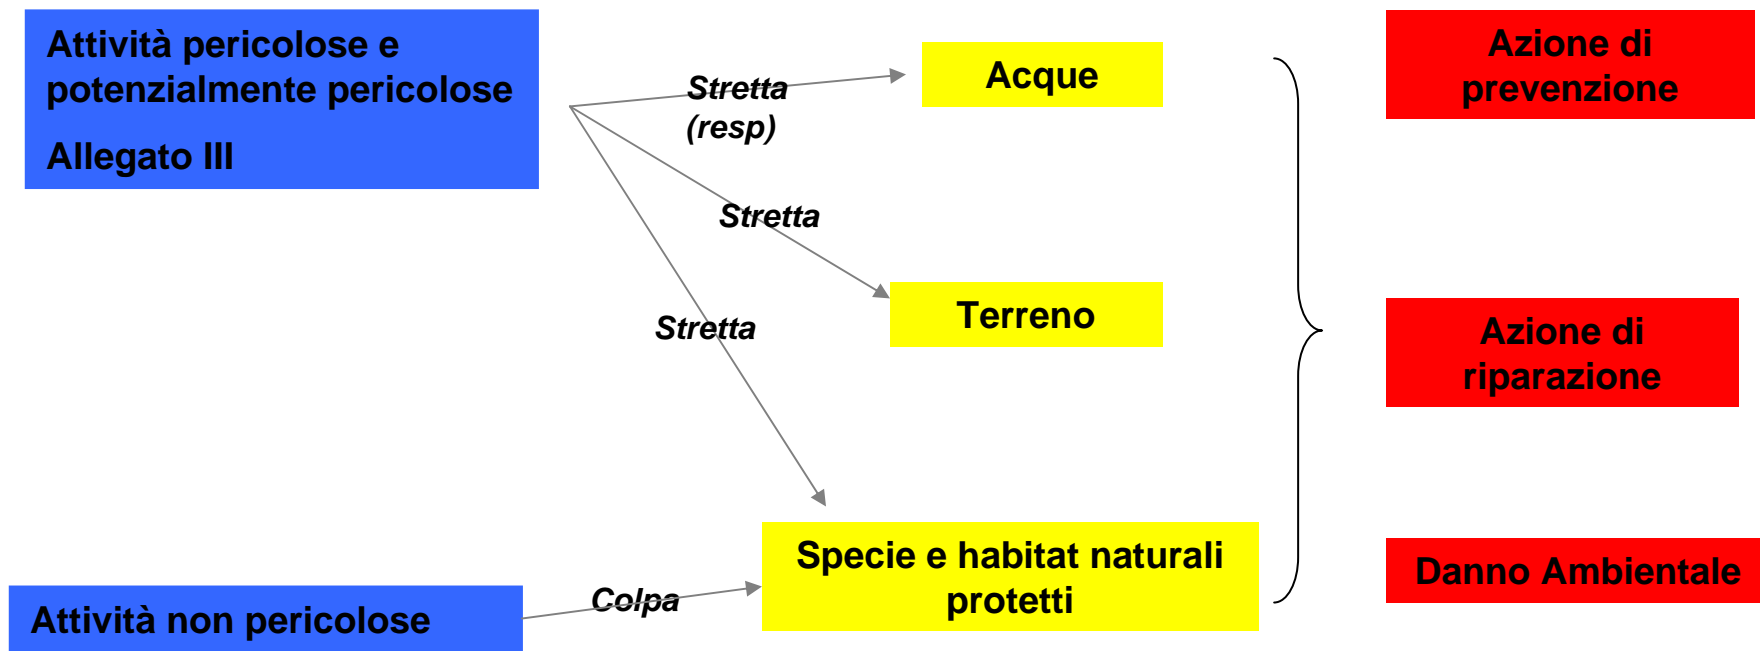 Attività pericolose e
potenzialmente pericolose
Allegato III
Stretta
(resp)
Stretta
Stretta
Acque
Terreno
Specie e habitat naturali
protetti
Attività non pericolose
Colpa
Azione di
prevenzione
Azione di
riparazione
Danno Ambientale